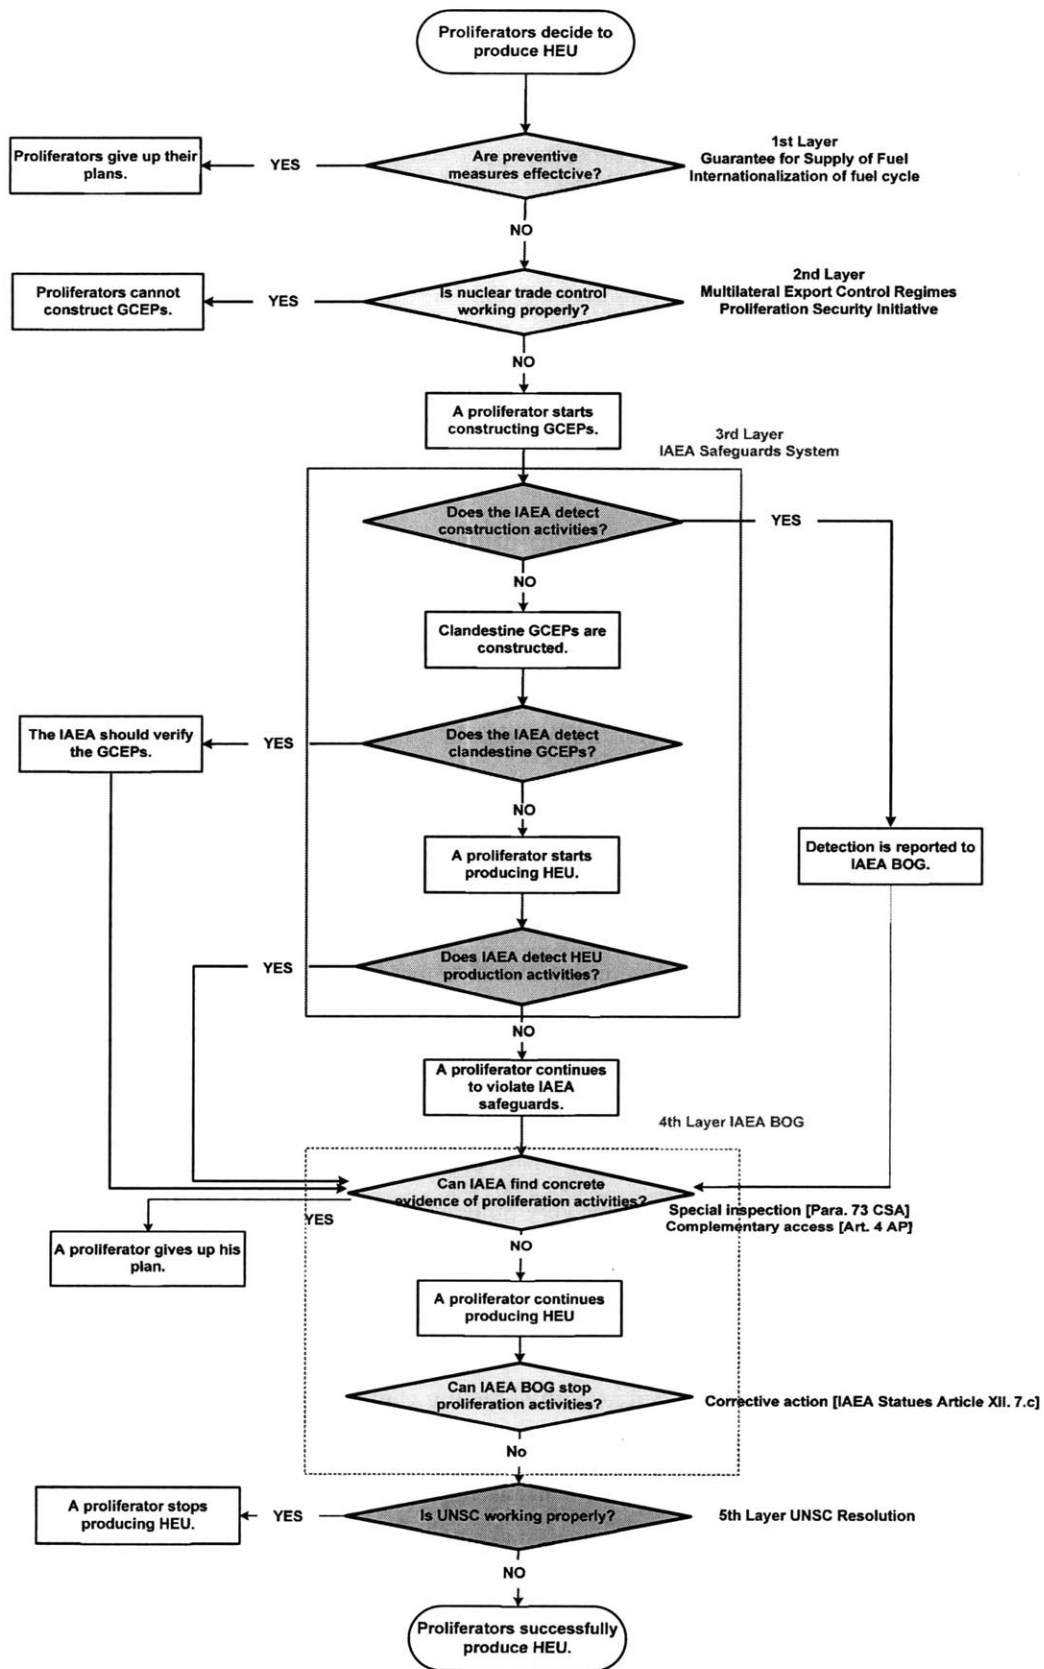 Proliferators decide to
produce HEU
Proliferators give up their
plans.
YES
Are preventive
measures effectcive?
1st Layer
Guarantee for Supply of Fuel
Internationalization of fuel cycle
NO
Proliferators cannot
construct GCEPs.
YES
Is nuclear trade control
working properly?
2nd Layer
Multilateral Export Control Regimes
Proliferation Security Initiative
NO
A proliferator starts
constructing GCEPs.
3rd Layer
IAEA Safeguards System
Does the IAEA detect
construction activities?
YES
NO
Clandestine GCEPs are
constructed.
The IAEA should verify
the GCEPs.
YES
Does the IAEA detect
clandestine GCEPs?
NO
A proliferator starts
producing HEU.
Detection is reported to
IAEA BOG.
YES
Does IAEA detect HEU
production activities?
NO
A proliferator continues
to violate IAEA
safeguards.
4th Layer IAEA BOG
Can IAEA find concrete
evidence of proliferation activities?
Special inspection [Para. 73 CSA]
Complementary access [Art. 4 AP]
YES
NO
A proliferator gives up his
plan.
A proliferator continues
producing HEU
Can IAEA BOG stop
proliferation activities?
Corrective action [IAEA Statues Article XII. 7.c]
No
A proliferator stops
producing HEU.
YES
Is UNSC working properly?
5th Layer UNSC Resolution
NO
Proliferators successfully
produce HEU.